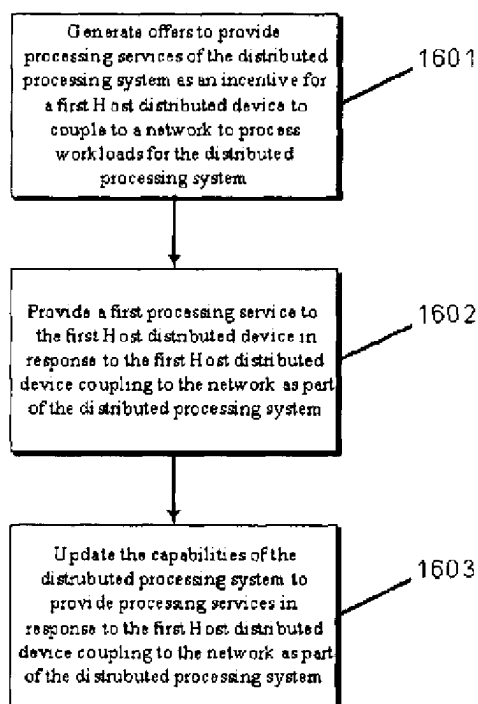 Generate offers to provide
processing services of the distributed
processing system as an incentive for
a first Host distributed device to
couple to a network to process
workloads for the distributed
processing system
1601
Provide a first processing service to
the first Host distributed device in
response to the first Host distributed
device coupling to the network as part
of the distributed processing system
1602
Update the capabilities of the
distrubuted processing system to
provide processing services in
response to the first Host distributed
device coupling to the network as part
of the distrubuted processing system
1603